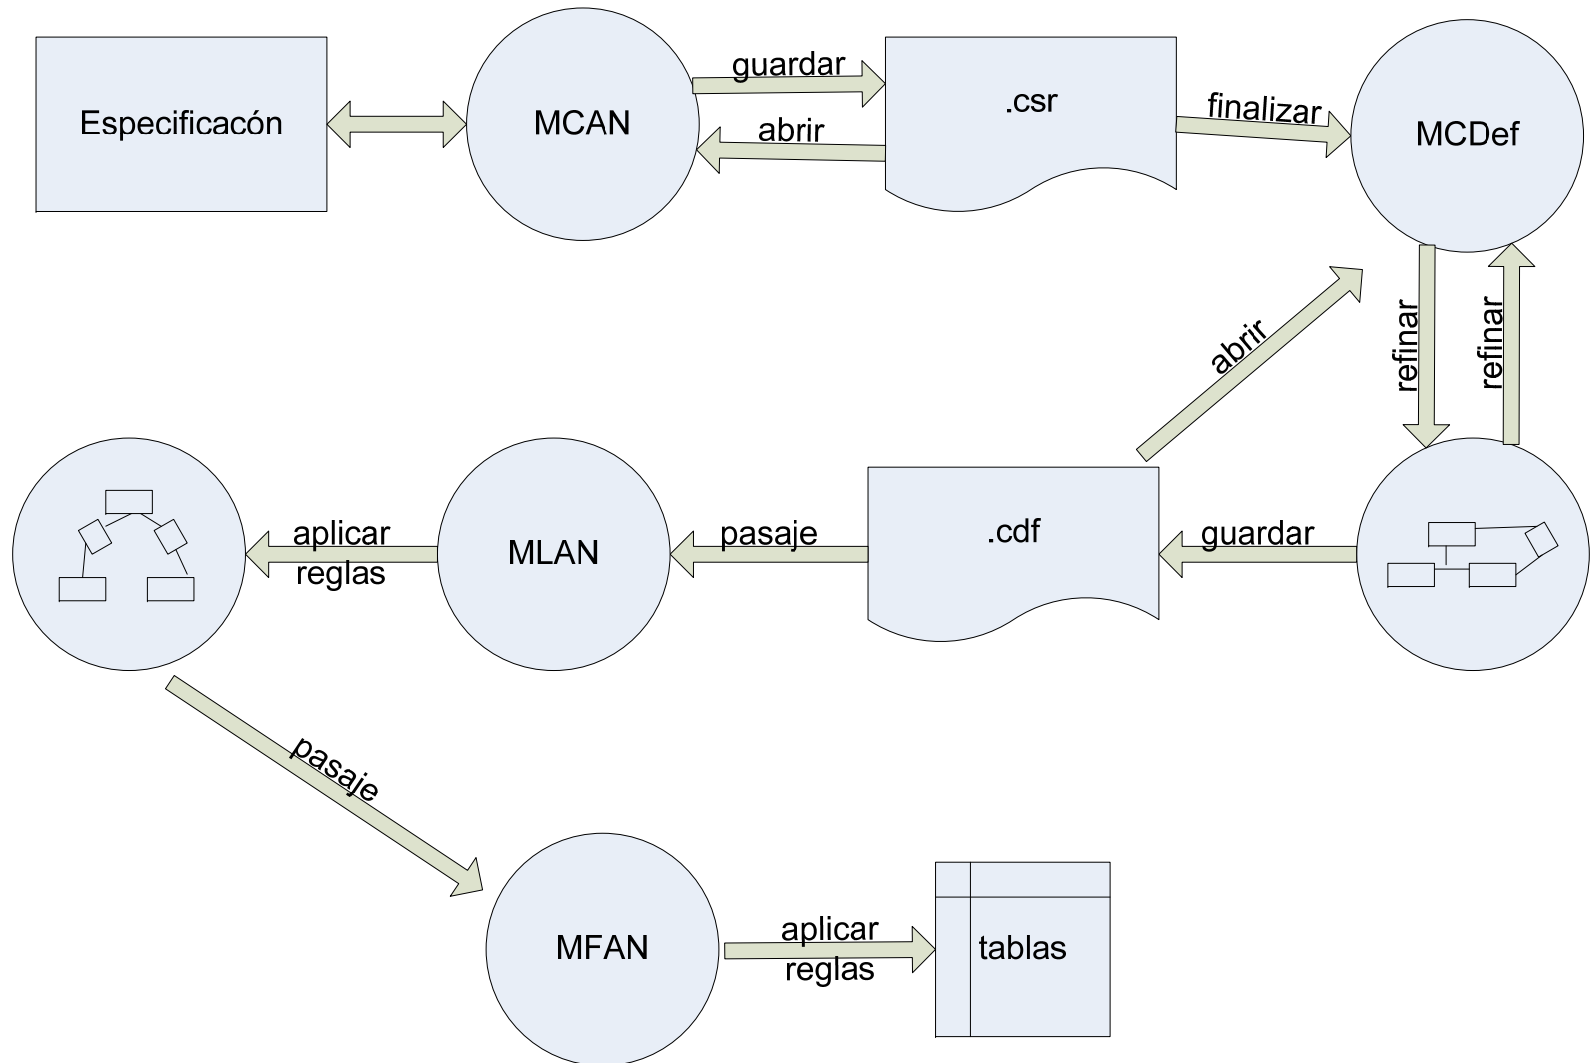 Especificacón
MCAN
guardar
abrir
.csr
finalizar
MCDef
abrir
refinar
refinar
aplicar
reglas
MLAN
pasaje
.cdf
guardar
pasaje
MFAN
aplicar
reglas
tablas